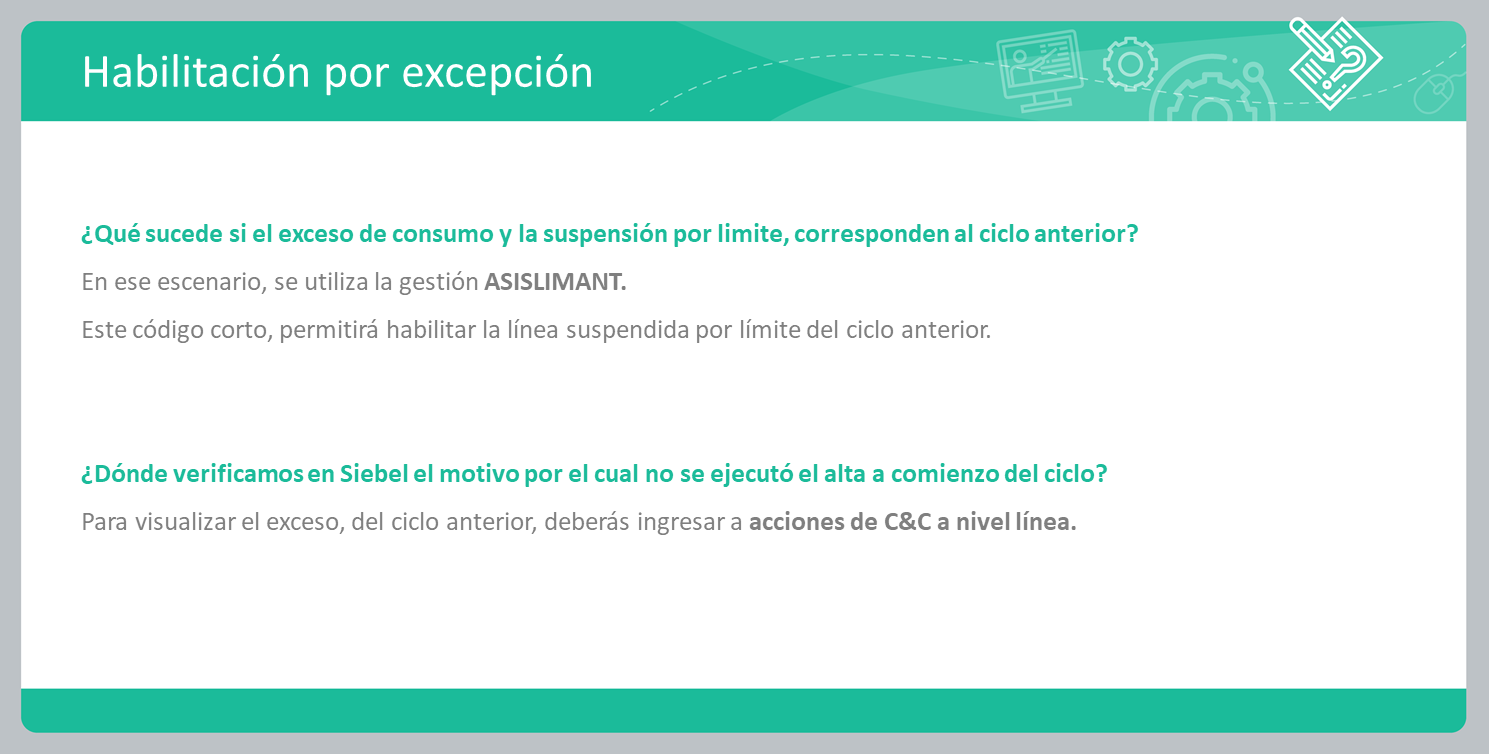 Habilitación por excepción
¿Qué sucede si el exceso de consumo y la suspensión por limite, corresponden al ciclo anterior?
En ese escenario, se utiliza la gestión ASISLIMANT.
Este código corto, permitirá habilitar la línea suspendida por límite del ciclo anterior.
¿Dónde verificamos en Siebel el motivo por el cual no se ejecutó el alta a comienzo del ciclo?
Para visualizar el exceso, del ciclo anterior, deberás ingresar a acciones de C&C a nivel línea.